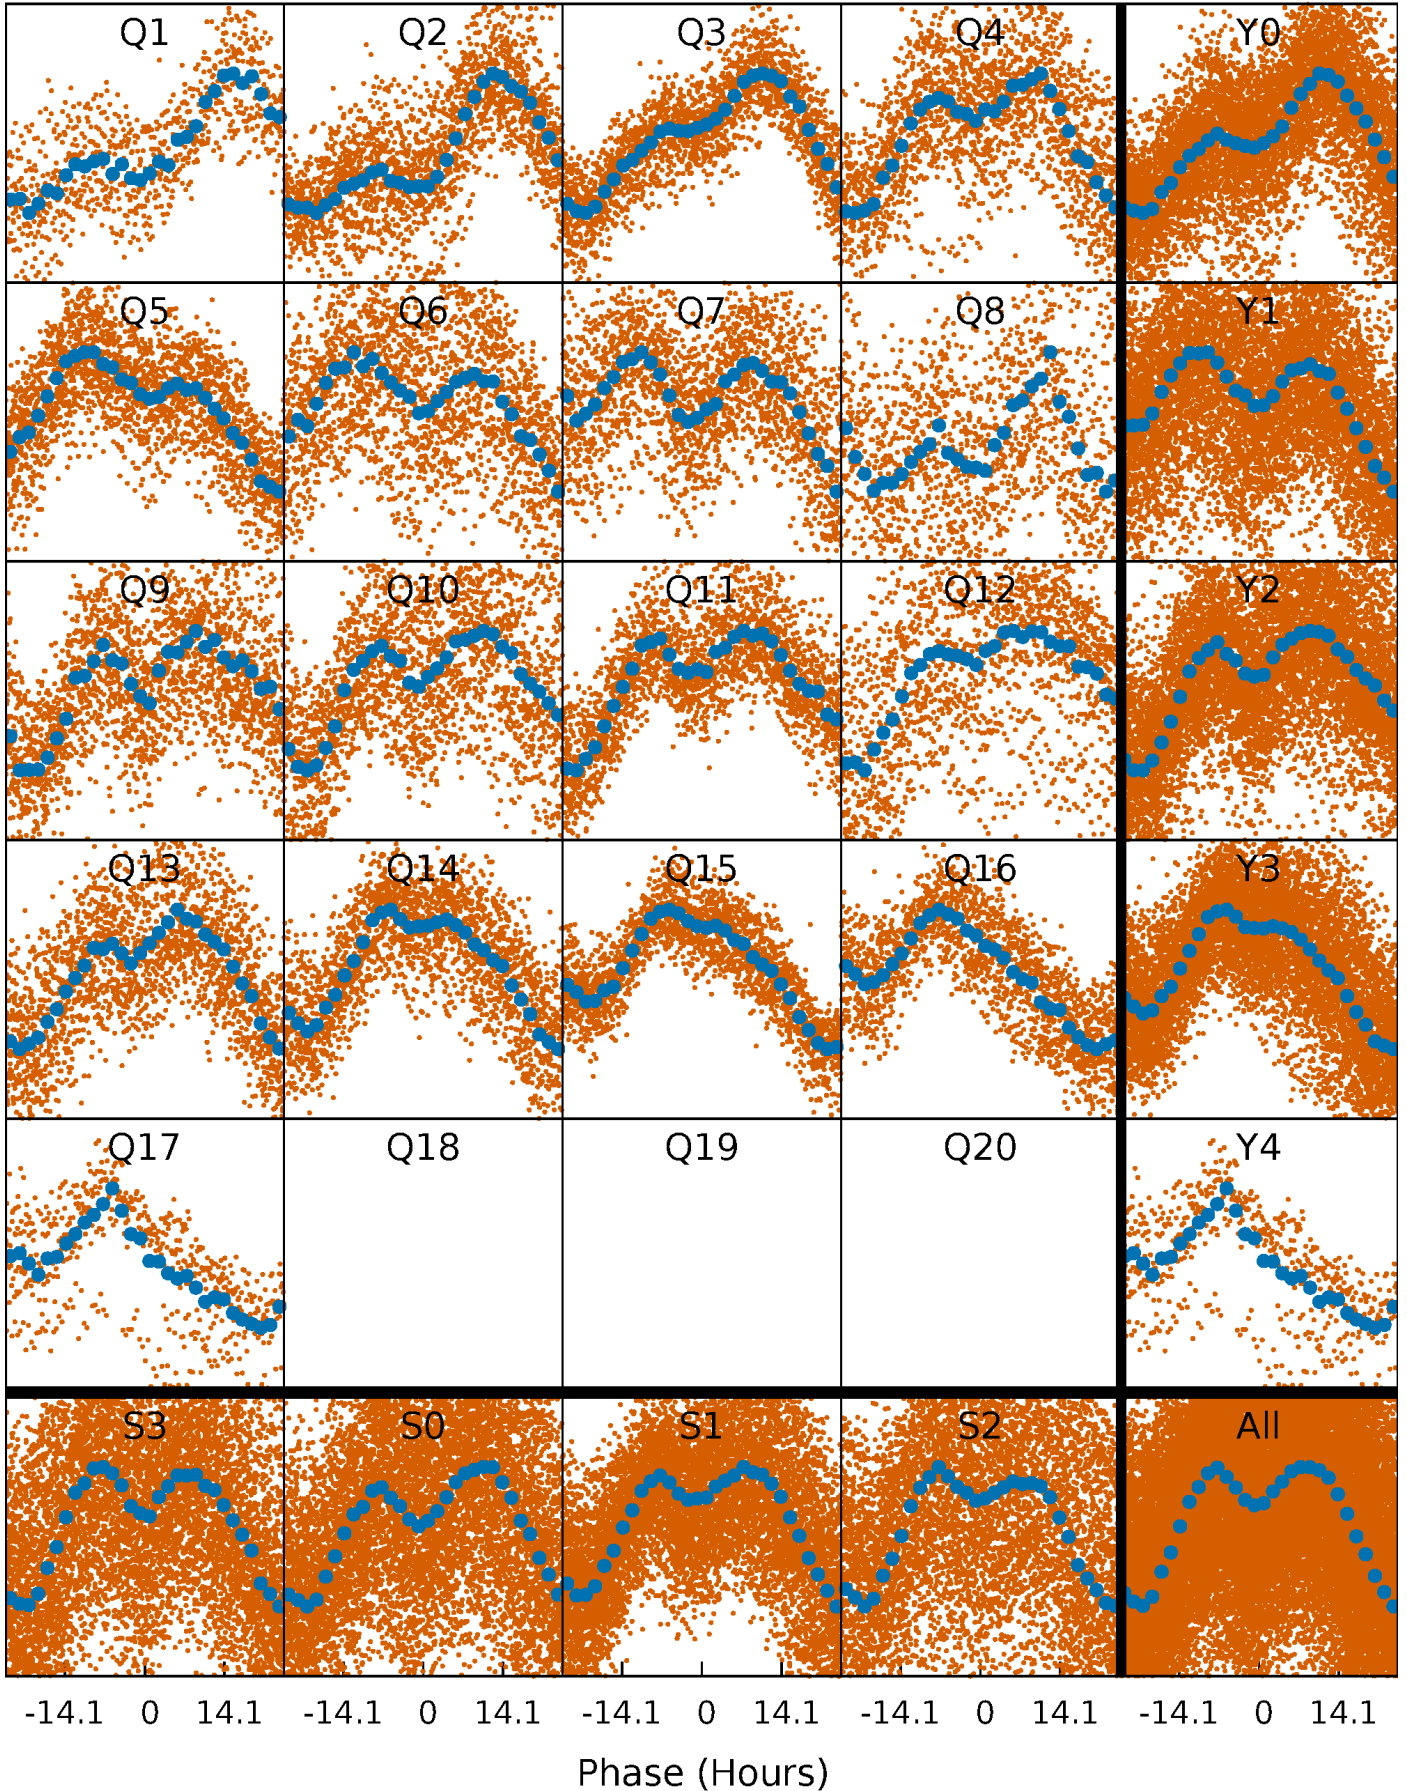 Q1 Q2 Q3 Q4 Y0
Q5 Q6 Q7 Q8 Y1
Q9 Q10 Q11 Q12 Y2
Q13 Q14 Q15 Q16 Y3
Q17 Q18 Q19 Q20 Y4
S3 S0 S1 S2 All
-14.1 0 14.1 -14.1 0 14.1 -14.1 0 14.1 -14.1 0 14.1 -14.1 0 14.1
Phase (Hours)